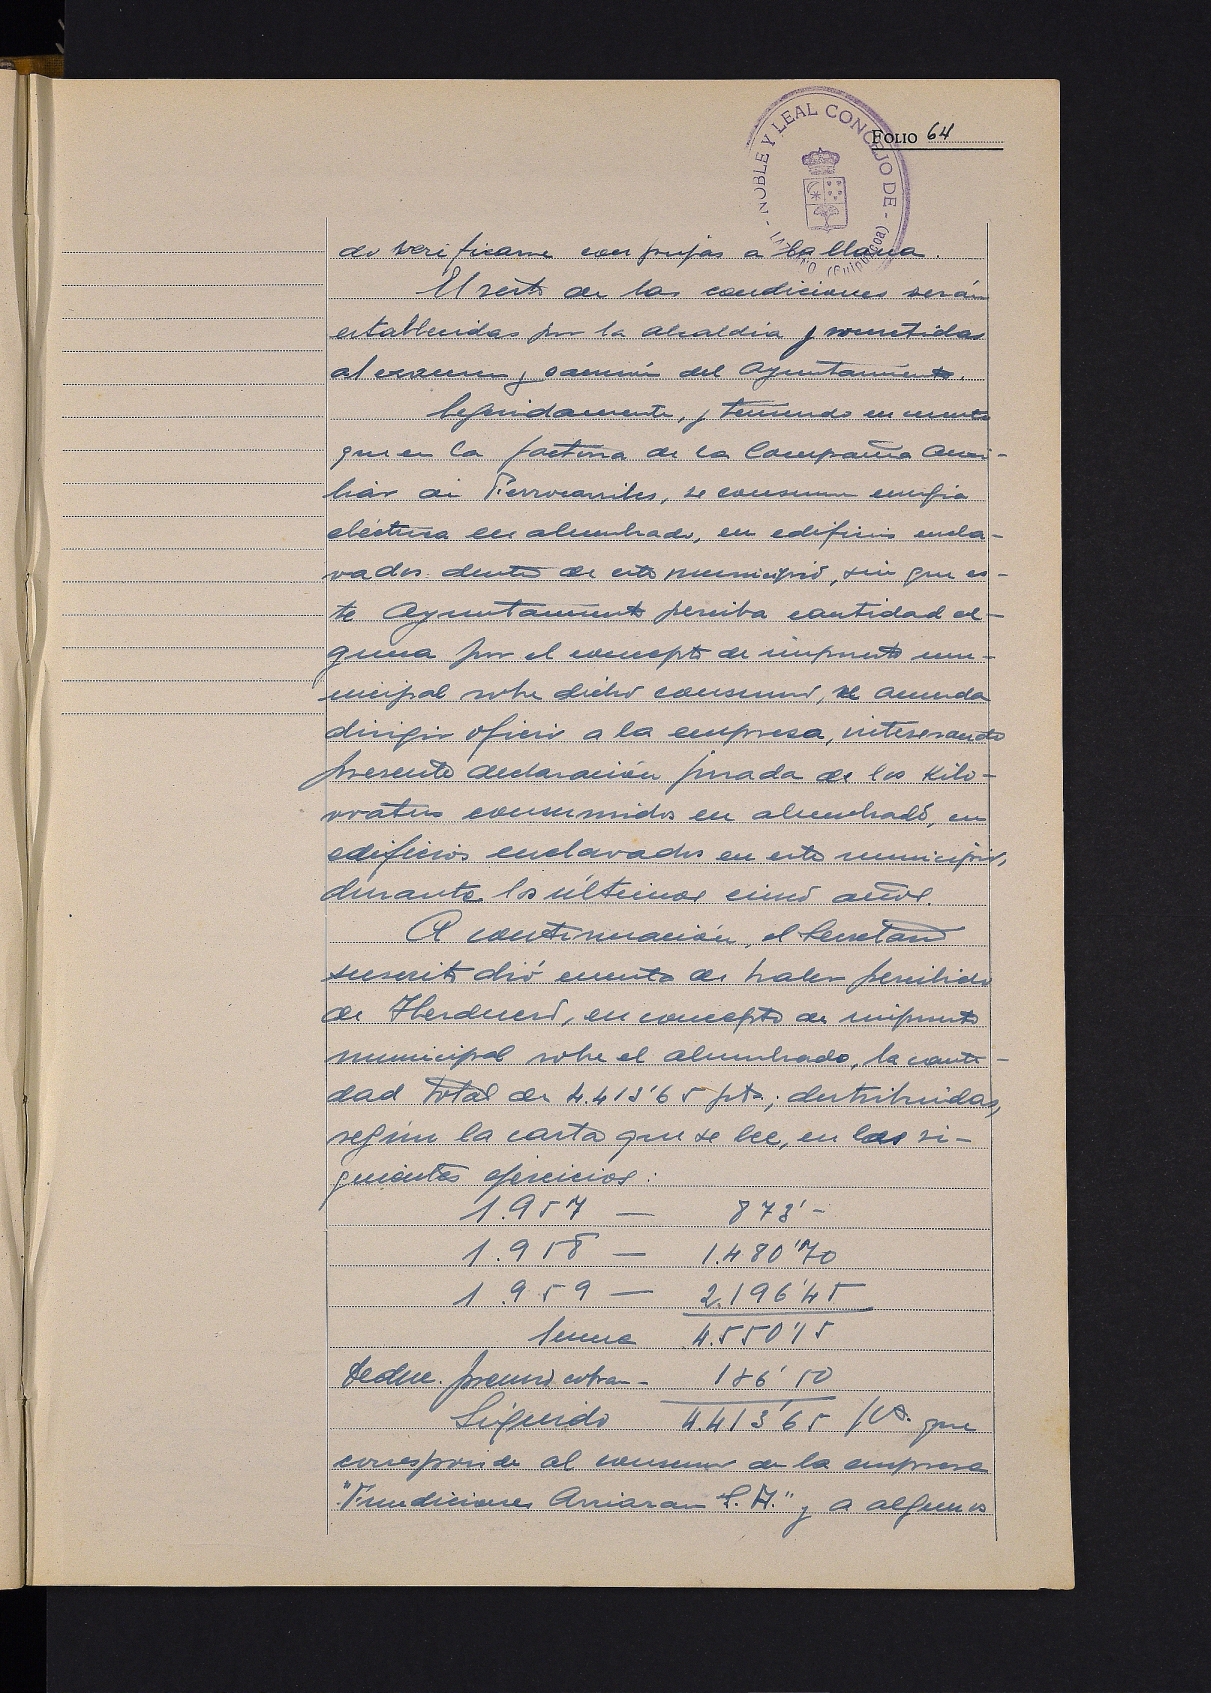 NOBLE Y LEAL CONCEJO DE - (Guipúzcoa) -
FOLIO 64
do verificarse con pujas a la llana.
El resto de las condiciones serán
establecidas por la alcaldía y sometidas
al examen y sanción del Ayuntamiento.
Seguidamente, y teniendo en cuenta
que en la factoria de la Compañia Auxi-
liar de Ferrocarriles, se consume energia
eléctrica en alumbrado, en edificios encla-
vados dentro de este municipio, sin que es-
te Ayuntamiento perciba cantidad al-
guna por el concepto de impuesto mu-
nicipal sobre dicho consumo, se acuerda
dirigir oficio a la empresa, interesando
presente declaración jurada de los Kilo-
watios consumidos en alumbrado, en
edificios enclavados en este municipio,
durante los últimos cinco años.
A continuación, el Secretario
suscrito dió cuenta de haber percibido
de Iberduero, en concepto de impuesto
municipal sobre el alumbrado, la canti-
dad total de 4.413'65 pts.; distribuidas,
según la carta que se lee, en los si-
guientes ejercicios:
1.957 — 873'-
1.958 — 1.480'70
1.959 — 2.196'45
Suma 4.550'15
Deduc. premio cobran- 136'50
Líquido 4.413'65 pts. que
corresponde al consumo de la empresa
"Fundiciones Arriaran S.A." y a algunos